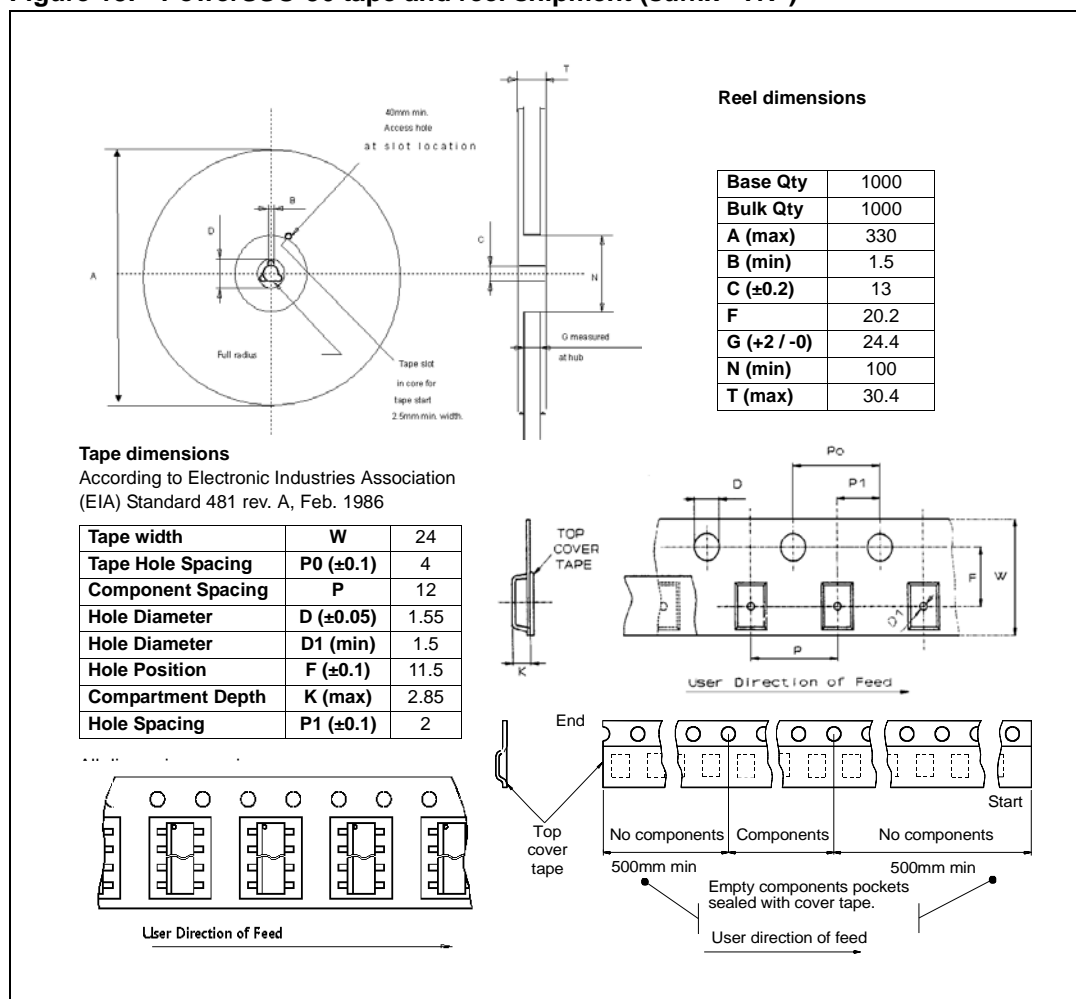 T
40mm min.
Access hole
at slot location
Reel dimensions
B
D
C
A
N
G measured
at hub
Full radius
Tape slot
in core for
tape start
2.5mm min. width.
Base Qty 1000
Bulk Qty 1000
A (max) 330
B (min) 1.5
C (±0.2) 13
F 20.2
G (+2 / -0) 24.4
N (min) 100
T (max) 30.4
Tape dimensions
According to Electronic Industries Association
(EIA) Standard 481 rev. A, Feb. 1986
Tape width W 24
Tape Hole Spacing P0 (±0.1) 4
Component Spacing P 12
Hole Diameter D (±0.05) 1.55
Hole Diameter D1 (min) 1.5
Hole Position F (±0.1) 11.5
Compartment Depth K (max) 2.85
Hole Spacing P1 (±0.1) 2
TOP
COVER
TAPE
K
Po
D
P1
F
W
D1
P
User Direction of Feed
End
Start
Top
cover
tape
No components
Components
No components
500mm min
500mm min
Empty components pockets
sealed with cover tape.
User direction of feed
User Direction of Feed